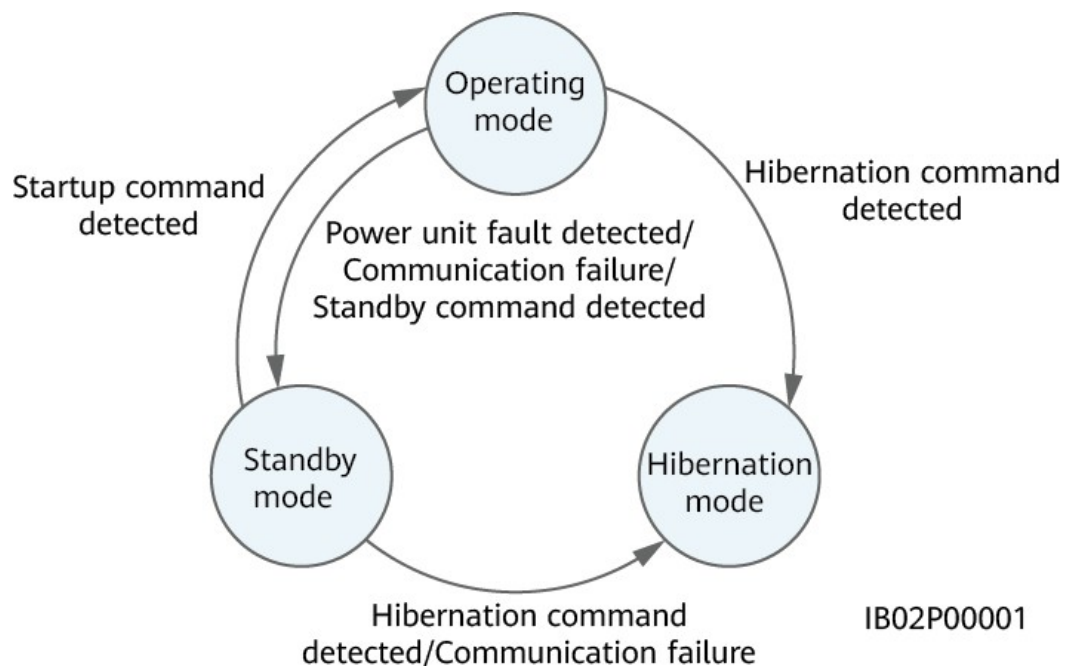 Operating
mode
Startup command
detected
Hibernation command
detected
Power unit fault detected/
Communication failure/
Standby command detected
Standby
mode
Hibernation
mode
Hibernation command
detected/Communication failure
IB02P00001